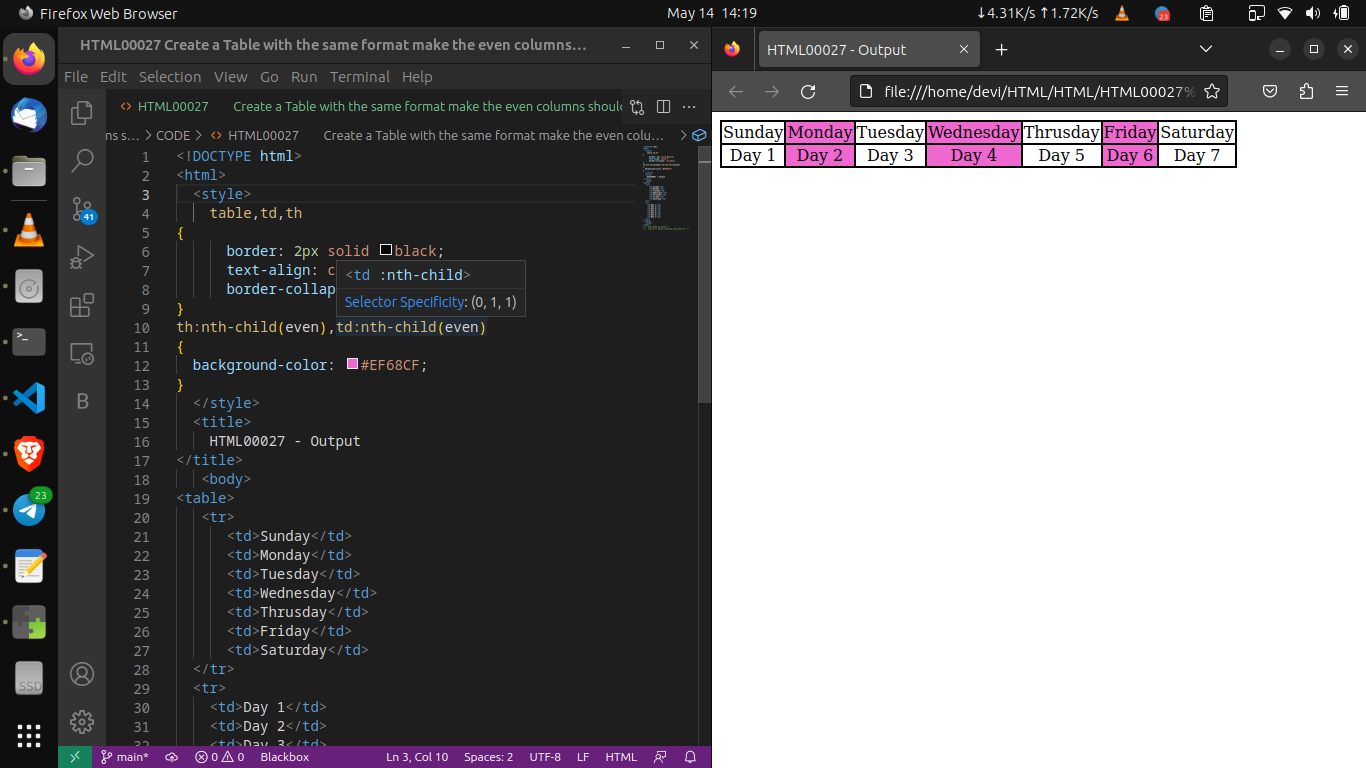 Firefox Web Browser
May 14 14:19
↓4.31K/s ↑1.72K/s
23
HTML00027 Create a Table with the same format make the even columns…
File Edit Selection View Go Run Terminal Help
HTML00027 Create a Table with the same format make the even columns should
ns s… > CODE > HTML00027 Create a Table with the same format make the even colu…
1 <!DOCTYPE html>
2 <html>
3 <style>
4 table,td,th
5 {
6 border: 2px solid black;
7 text-align: c
8 border-collap
<td :nth-child>
Selector Specificity: (0, 1, 1)
9 }
10 th:nth-child(even),td:nth-child(even)
11 {
12 background-color: #EF68CF;
13 }
14 </style>
15 <title>
16 HTML00027 - Output
17 </title>
18 <body>
19 <table>
20 <tr>
21 <td>Sunday</td>
22 <td>Monday</td>
23 <td>Tuesday</td>
24 <td>Wednesday</td>
25 <td>Thrusday</td>
26 <td>Friday</td>
27 <td>Saturday</td>
28 </tr>
29 <tr>
30 <td>Day 1</td>
31 <td>Day 2</td>
32 <td>Day 3</td>
41
B
23
SSD
main* 0 0 Blackbox Ln 3, Col 10 Spaces: 2 UTF-8 LF HTML
HTML00027 - Output
file:///home/devi/HTML/HTML/HTML00027%
Sunday Monday Tuesday Wednesday Thrusday Friday Saturday
Day 1 Day 2 Day 3 Day 4 Day 5 Day 6 Day 7